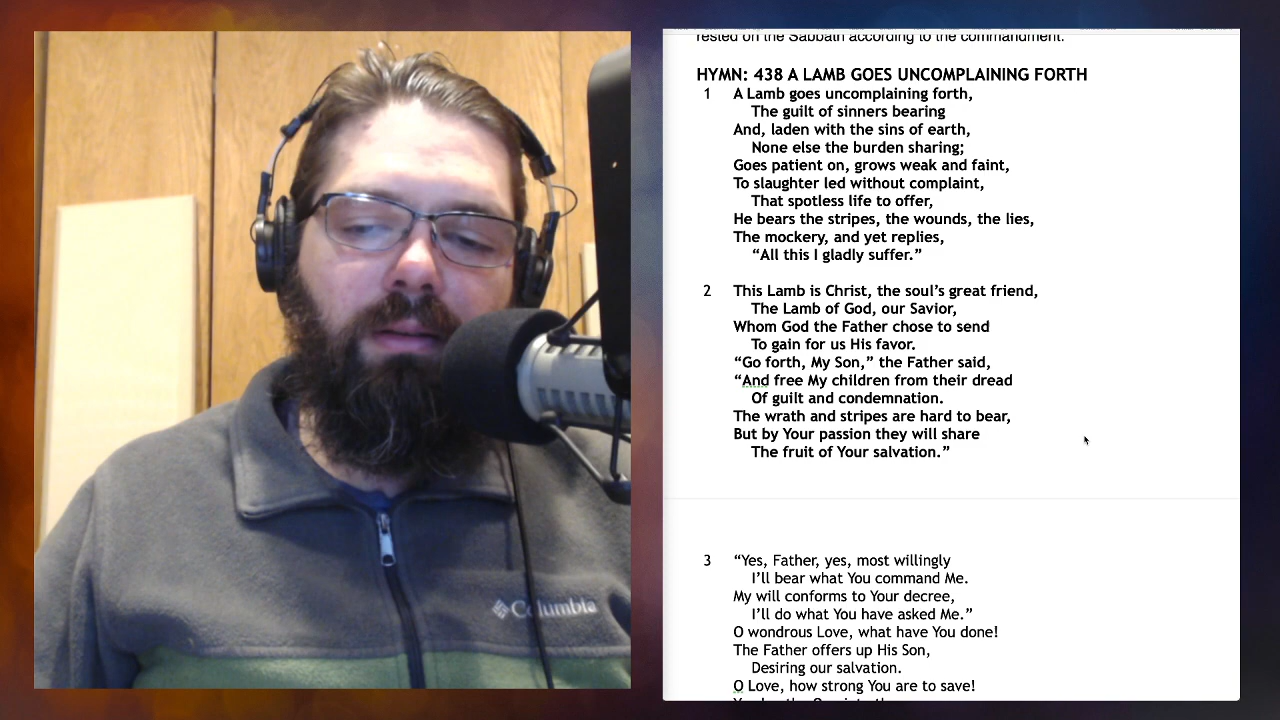 rested on the Sabbath according to the commandment.
HYMN: 438 A LAMB GOES UNCOMPLAINING FORTH
1 A Lamb goes uncomplaining forth,
The guilt of sinners bearing
And, laden with the sins of earth,
None else the burden sharing;
Goes patient on, grows weak and faint,
To slaughter led without complaint,
That spotless life to offer,
He bears the stripes, the wounds, the lies,
The mockery, and yet replies,
“All this I gladly suffer.”
2 This Lamb is Christ, the soul’s great friend,
The Lamb of God, our Savior,
Whom God the Father chose to send
To gain for us His favor.
“Go forth, My Son,” the Father said,
“And free My children from their dread
Of guilt and condemnation.
The wrath and stripes are hard to bear,
But by Your passion they will share
The fruit of Your salvation.”
3 “Yes, Father, yes, most willingly
I’ll bear what You command Me.
My will conforms to Your decree,
I’ll do what You have asked Me.”
O wondrous Love, what have You done!
The Father offers up His Son,
Desiring our salvation.
O Love, how strong You are to save!
Columbia